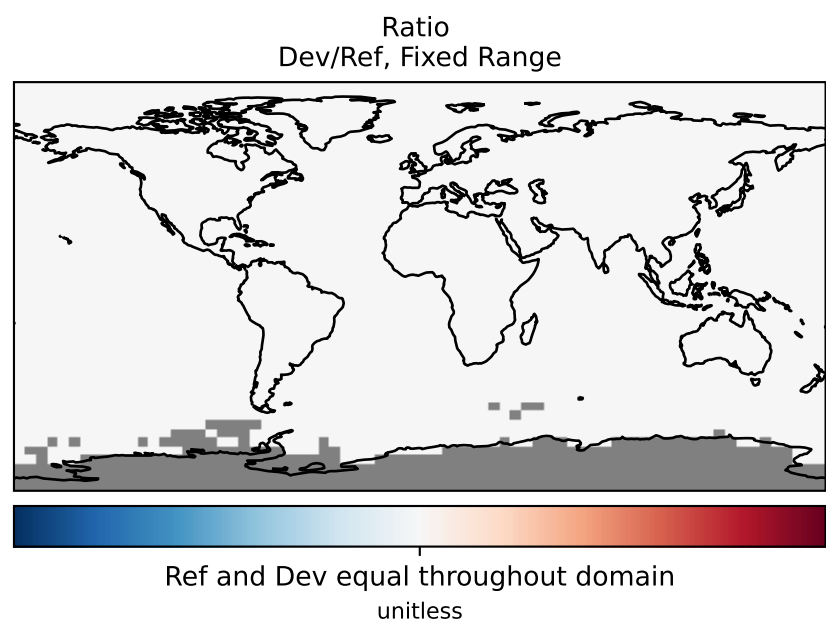 Ratio
Dev/Ref, Fixed Range
Ref and Dev equal throughout domain
unitless